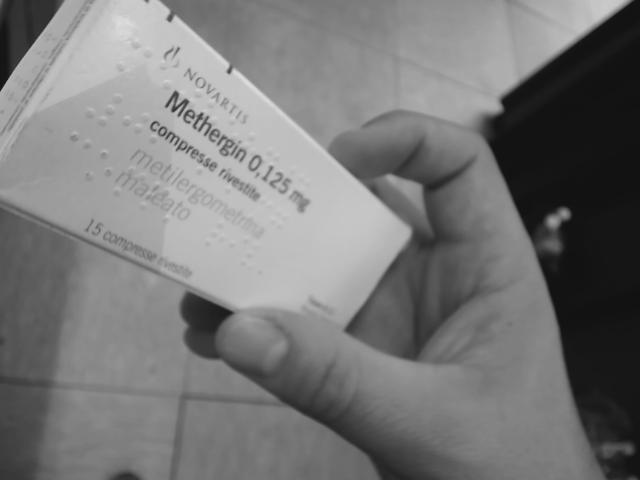 NOVARTIS
Methergin 0,125 mg
compresse rivestite
metilergometrina
maleato
15 compresse rivestite